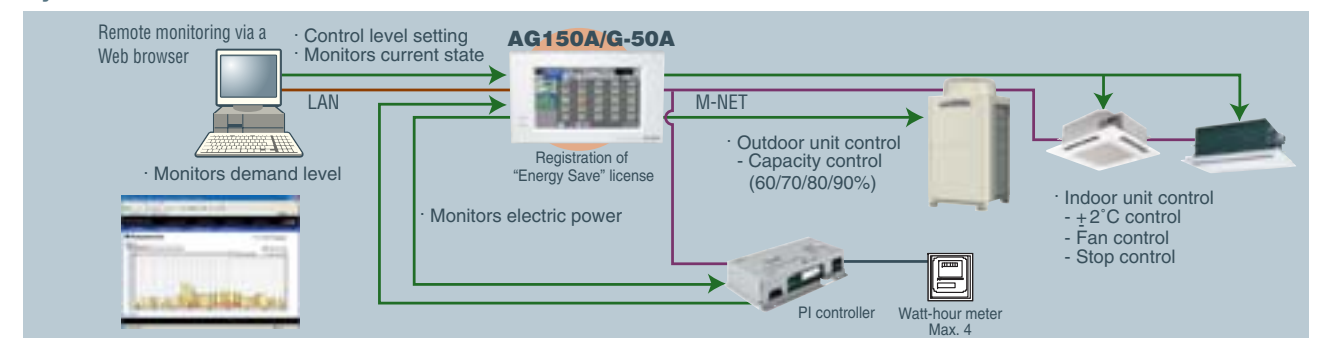 Remote monitoring via a
Web browser
· Control level setting
· Monitors current state
AG150A/G-50A
LAN
M-NET
Registration of
“Energy Save” license
· Monitors demand level
· Monitors electric power
· Outdoor unit control
- Capacity control
(60/70/80/90%)
· Indoor unit control
- ±2˚C control
- Fan control
- Stop control
PI controller
Watt-hour meter
Max. 4